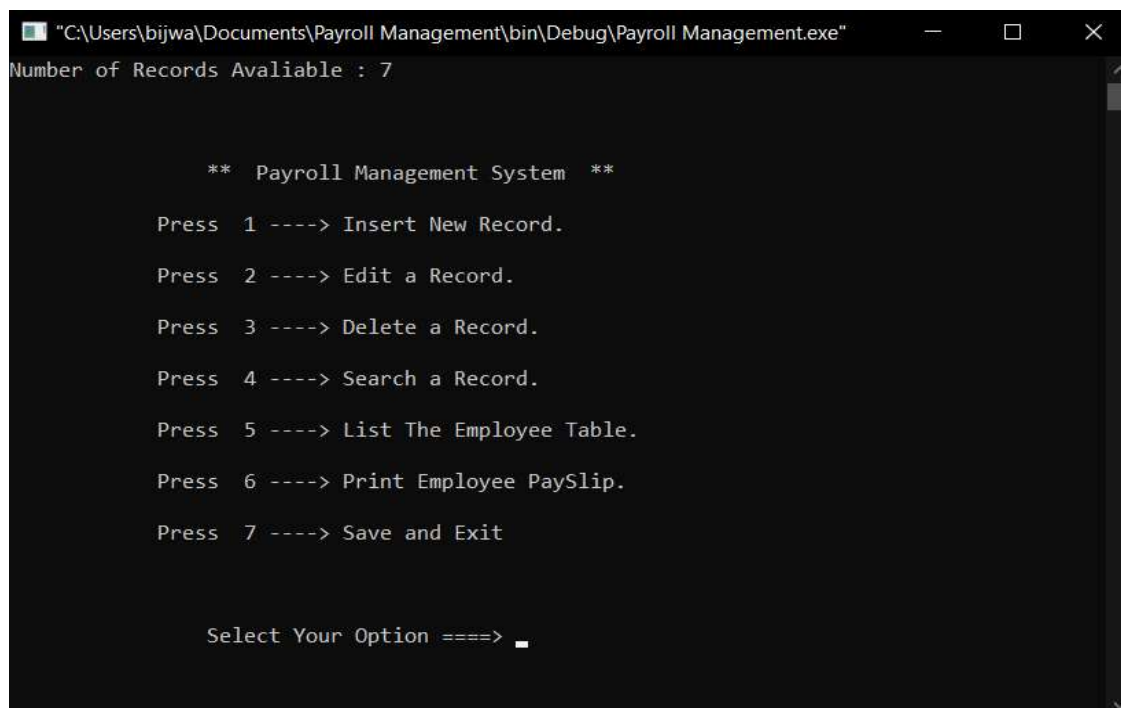 "C:\Users\bijwa\Documents\Payroll Management\bin\Debug\Payroll Management.exe"
Number of Records Avaliable : 7
** Payroll Management System **
Press 1 ----> Insert New Record.
Press 2 ----> Edit a Record.
Press 3 ----> Delete a Record.
Press 4 ----> Search a Record.
Press 5 ----> List The Employee Table.
Press 6 ----> Print Employee PaySlip.
Press 7 ----> Save and Exit
Select Your Option ====>